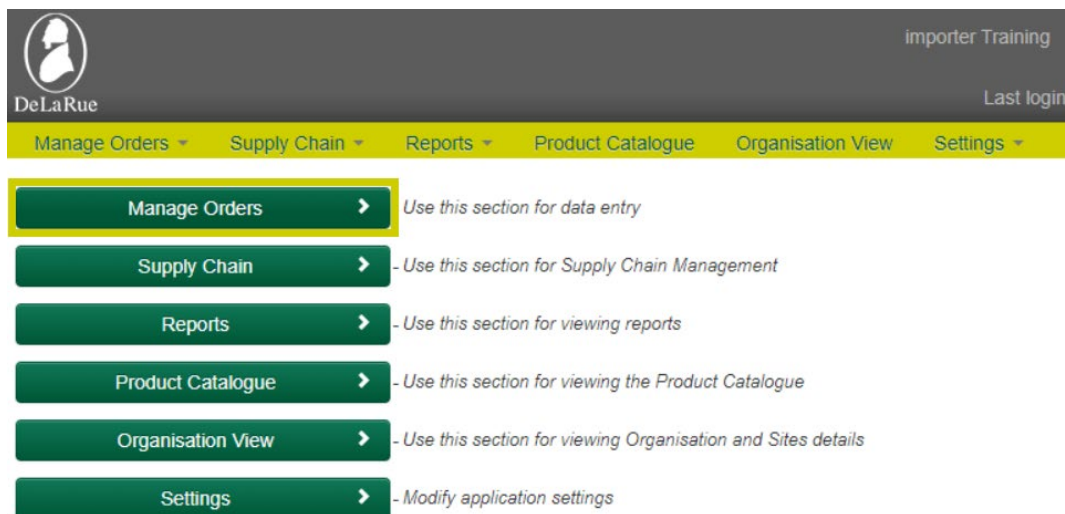 importer Training
DeLaRue
Last login
Manage Orders Supply Chain Reports Product Catalogue Organisation View Settings
Manage Orders Use this section for data entry
Supply Chain - Use this section for Supply Chain Management
Reports - Use this section for viewing reports
Product Catalogue - Use this section for viewing the Product Catalogue
Organisation View - Use this section for viewing Organisation and Sites details
Settings - Modify application settings